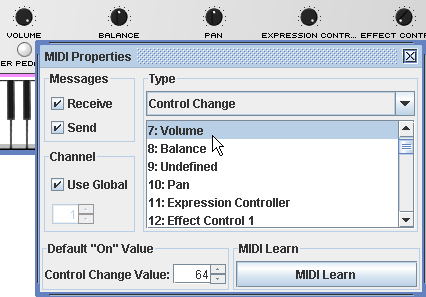 VOLUME BALANCE PAN EXPRESSION CONTR... EFFECT CONT
ER PED
MIDI Properties
Messages
Receive
Send
Channel
Use Global
1
Type
Control Change
7: Volume
8: Balance
9: Undefined
10: Pan
11: Expression Controller
12: Effect Control 1
Default "On" Value
Control Change Value: 64
MIDI Learn
MIDI Learn